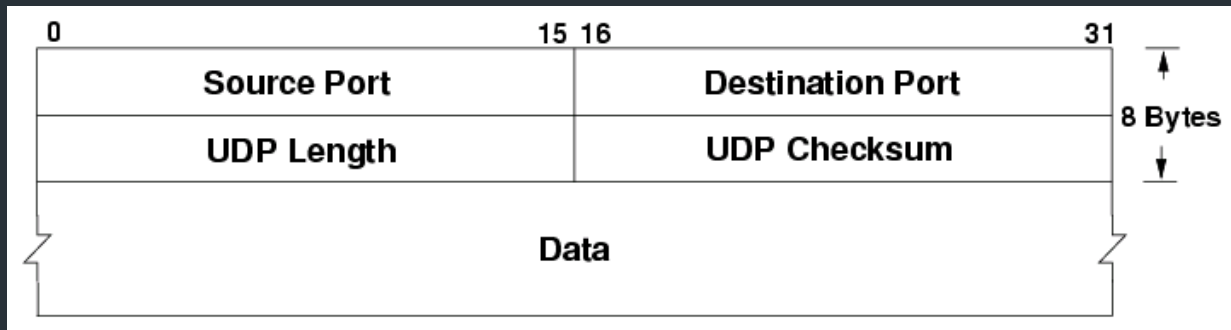 0 15 16 31
Source Port Destination Port
8 Bytes
UDP Length UDP Checksum
Data